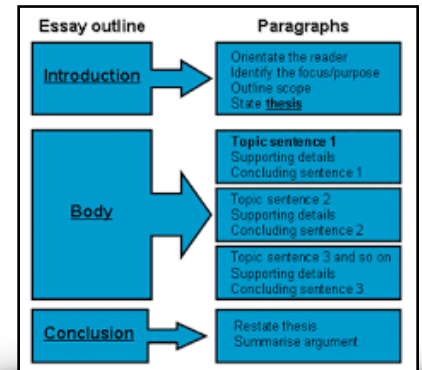 Essay outline
Paragraphs
Introduction
Orientate the reader
Identify the focus/purpose
Outline scope
State thesis
Body
Topic sentence 1
Supporting details
Concluding sentence 1
Topic sentence 2
Supporting details
Concluding sentence 2
Topic sentence 3 and so on
Supporting details
Concluding sentence 3
Conclusion
Restate thesis
Summarise argument